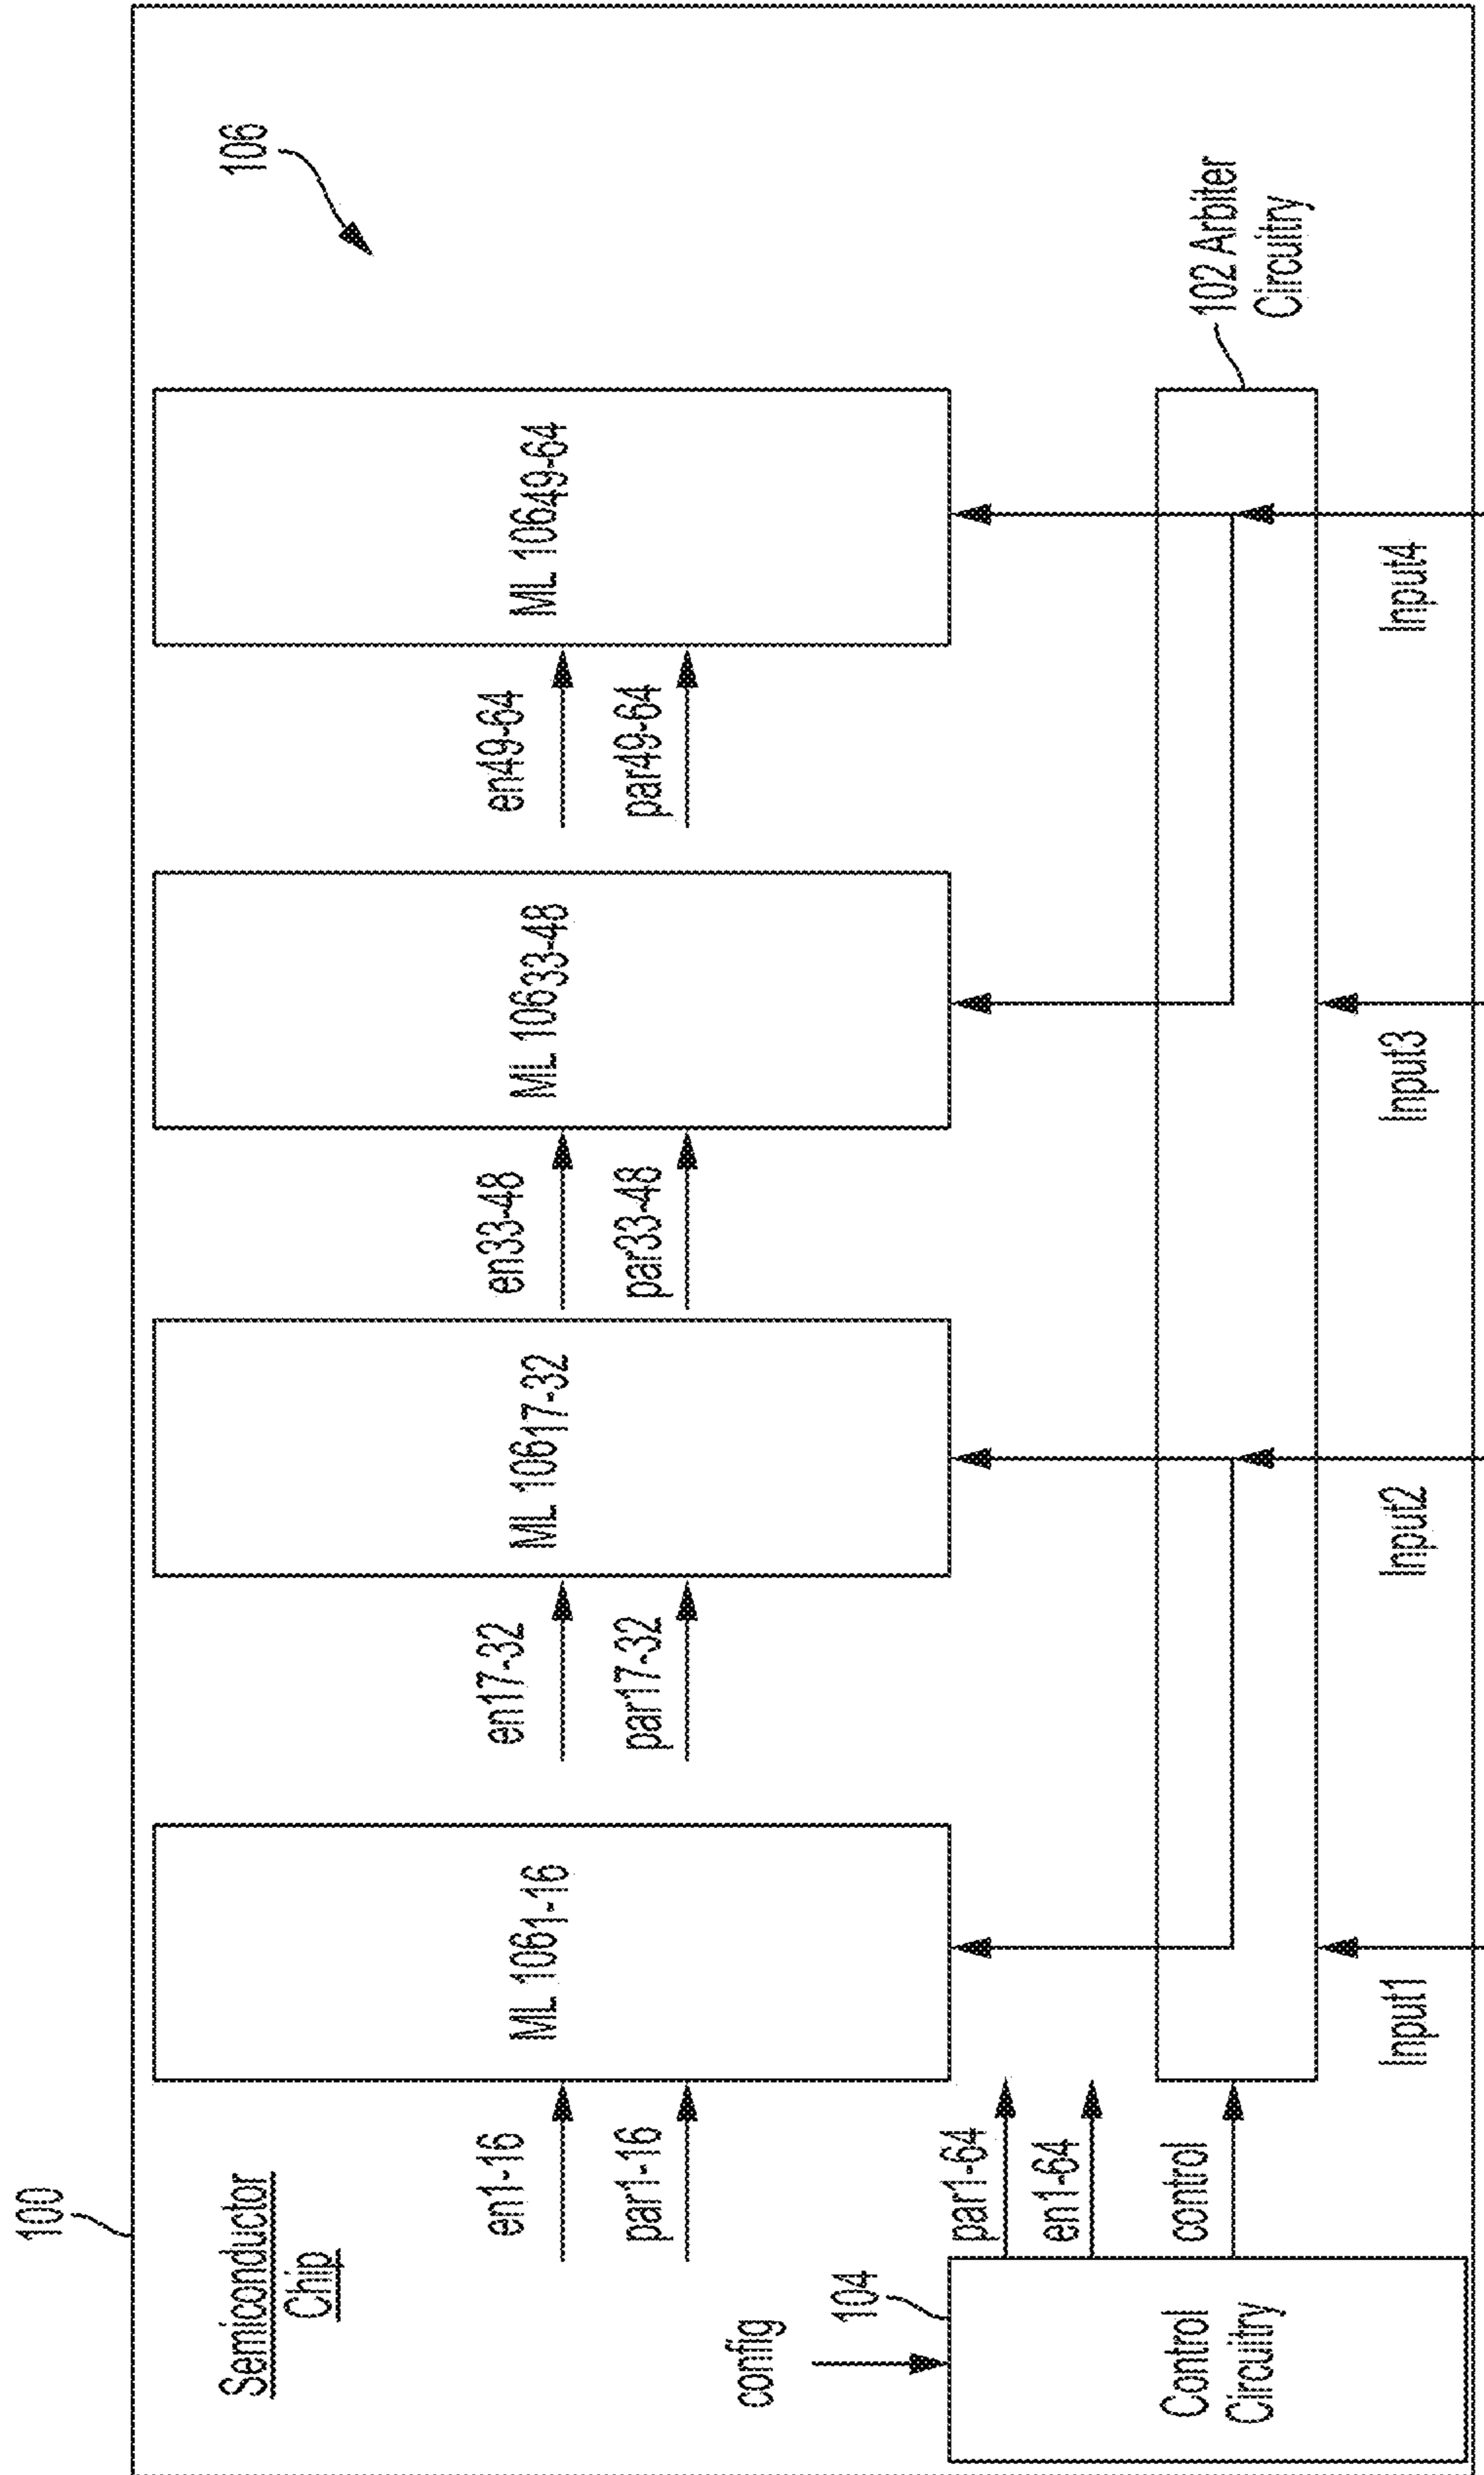 100
Semiconductor
Chip
106
en1-16
par1-16
ML 106₁₋₁₆
en17-32
par17-32
ML 106₁₇₋₃₂
en33-48
par33-48
ML 106₃₃₋₄₈
en49-64
par49-64
ML 106₄₉₋₆₄
config
104
Control
Circuitry
par1-64
en1-64
control
102 Arbiter
Circuitry
Input1
Input2
Input3
Input4